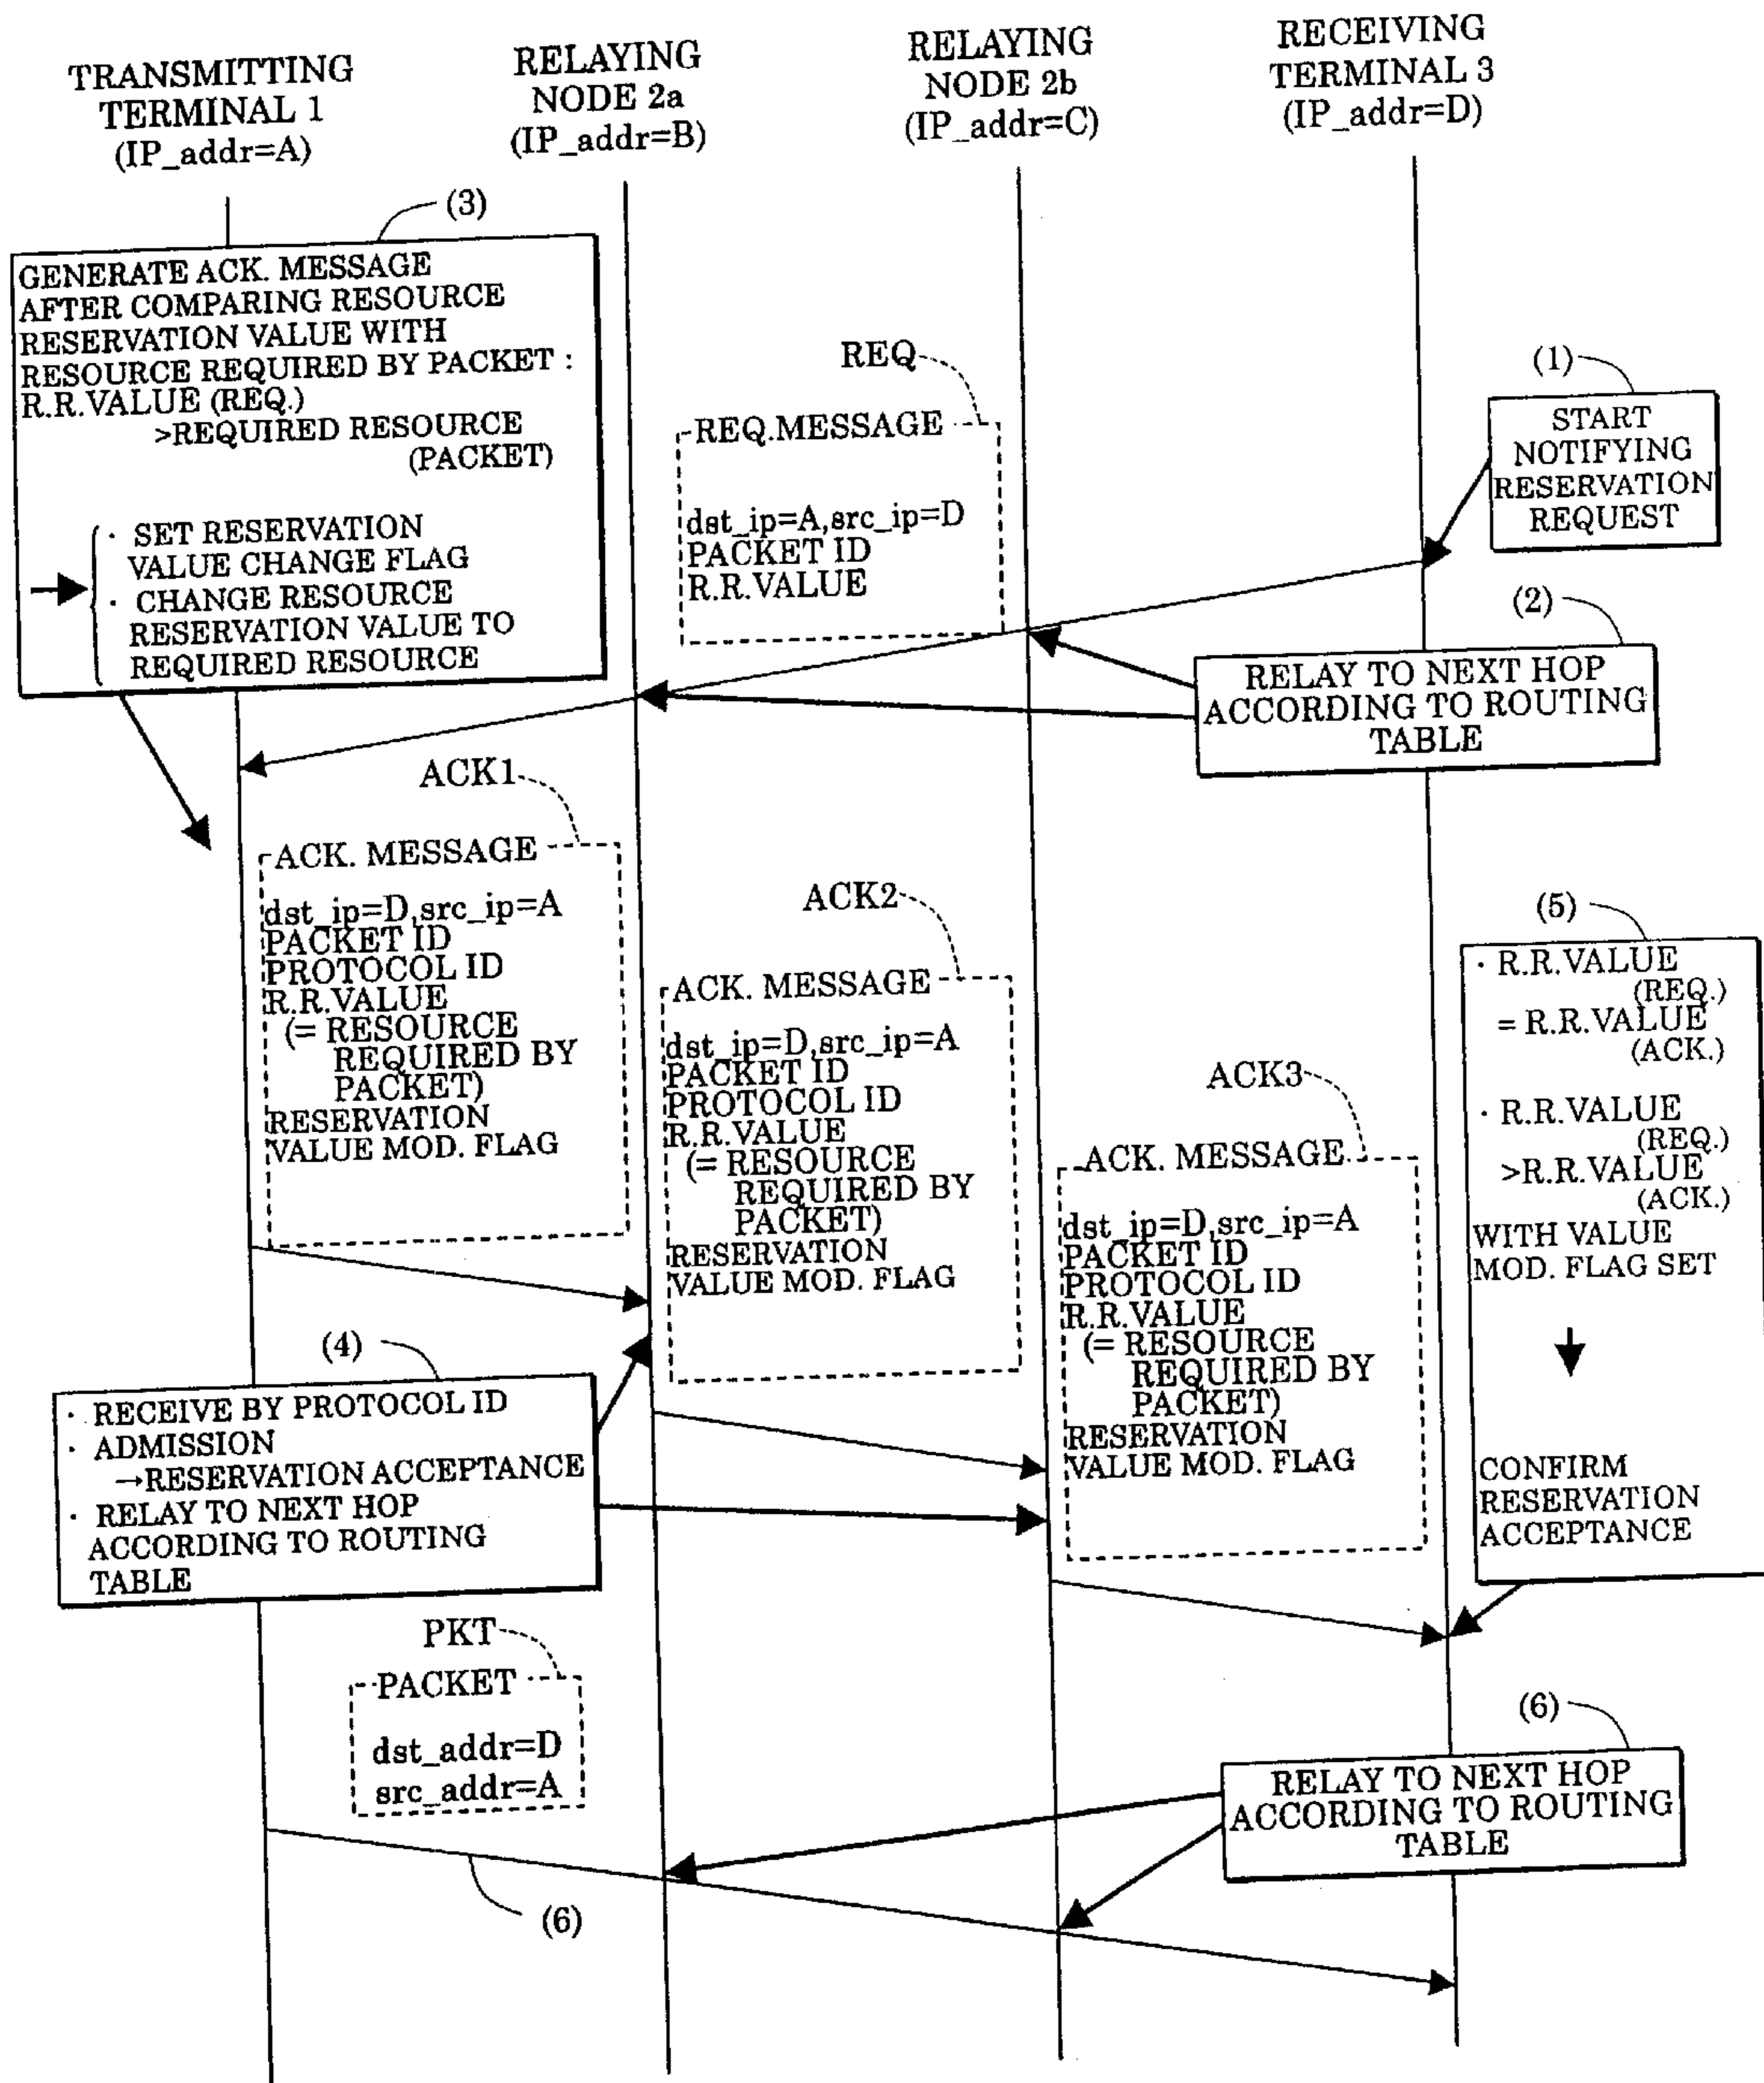 TRANSMITTING
TERMINAL 1
(IP_addr=A)
RELAYING
NODE 2a
(IP_addr=B)
RELAYING
NODE 2b
(IP_addr=C)
RECEIVING
TERMINAL 3
(IP_addr=D)
(3)
GENERATE ACK. MESSAGE
AFTER COMPARING RESOURCE
RESERVATION VALUE WITH
RESOURCE REQUIRED BY PACKET :
R.R.VALUE (REQ.)
>REQUIRED RESOURCE
(PACKET)
· SET RESERVATION
VALUE CHANGE FLAG
· CHANGE RESOURCE
RESERVATION VALUE TO
REQUIRED RESOURCE
REQ
REQ.MESSAGE
dst_ip=A,src_ip=D
PACKET ID
R.R.VALUE
(1)
START
NOTIFYING
RESERVATION
REQUEST
(2)
RELAY TO NEXT HOP
ACCORDING TO ROUTING
TABLE
ACK1
ACK. MESSAGE
dst_ip=D,src_ip=A
PACKET ID
PROTOCOL ID
R.R.VALUE
(= RESOURCE
REQUIRED BY
PACKET)
RESERVATION
VALUE MOD. FLAG
ACK2
ACK. MESSAGE
dst_ip=D,src_ip=A
PACKET ID
PROTOCOL ID
R.R.VALUE
(= RESOURCE
REQUIRED BY
PACKET)
RESERVATION
VALUE MOD. FLAG
ACK3
ACK. MESSAGE
dst_ip=D,src_ip=A
PACKET ID
PROTOCOL ID
R.R.VALUE
(= RESOURCE
REQUIRED BY
PACKET)
RESERVATION
VALUE MOD. FLAG
(5)
· R.R.VALUE
(REQ.)
= R.R.VALUE
(ACK.)
· R.R.VALUE
(REQ.)
>R.R.VALUE
(ACK.)
WITH VALUE
MOD. FLAG SET
CONFIRM
RESERVATION
ACCEPTANCE
(4)
· RECEIVE BY PROTOCOL ID
· ADMISSION
→RESERVATION ACCEPTANCE
· RELAY TO NEXT HOP
ACCORDING TO ROUTING
TABLE
PKT
PACKET
dst_addr=D
src_addr=A
(6)
RELAY TO NEXT HOP
ACCORDING TO ROUTING
TABLE
(6)